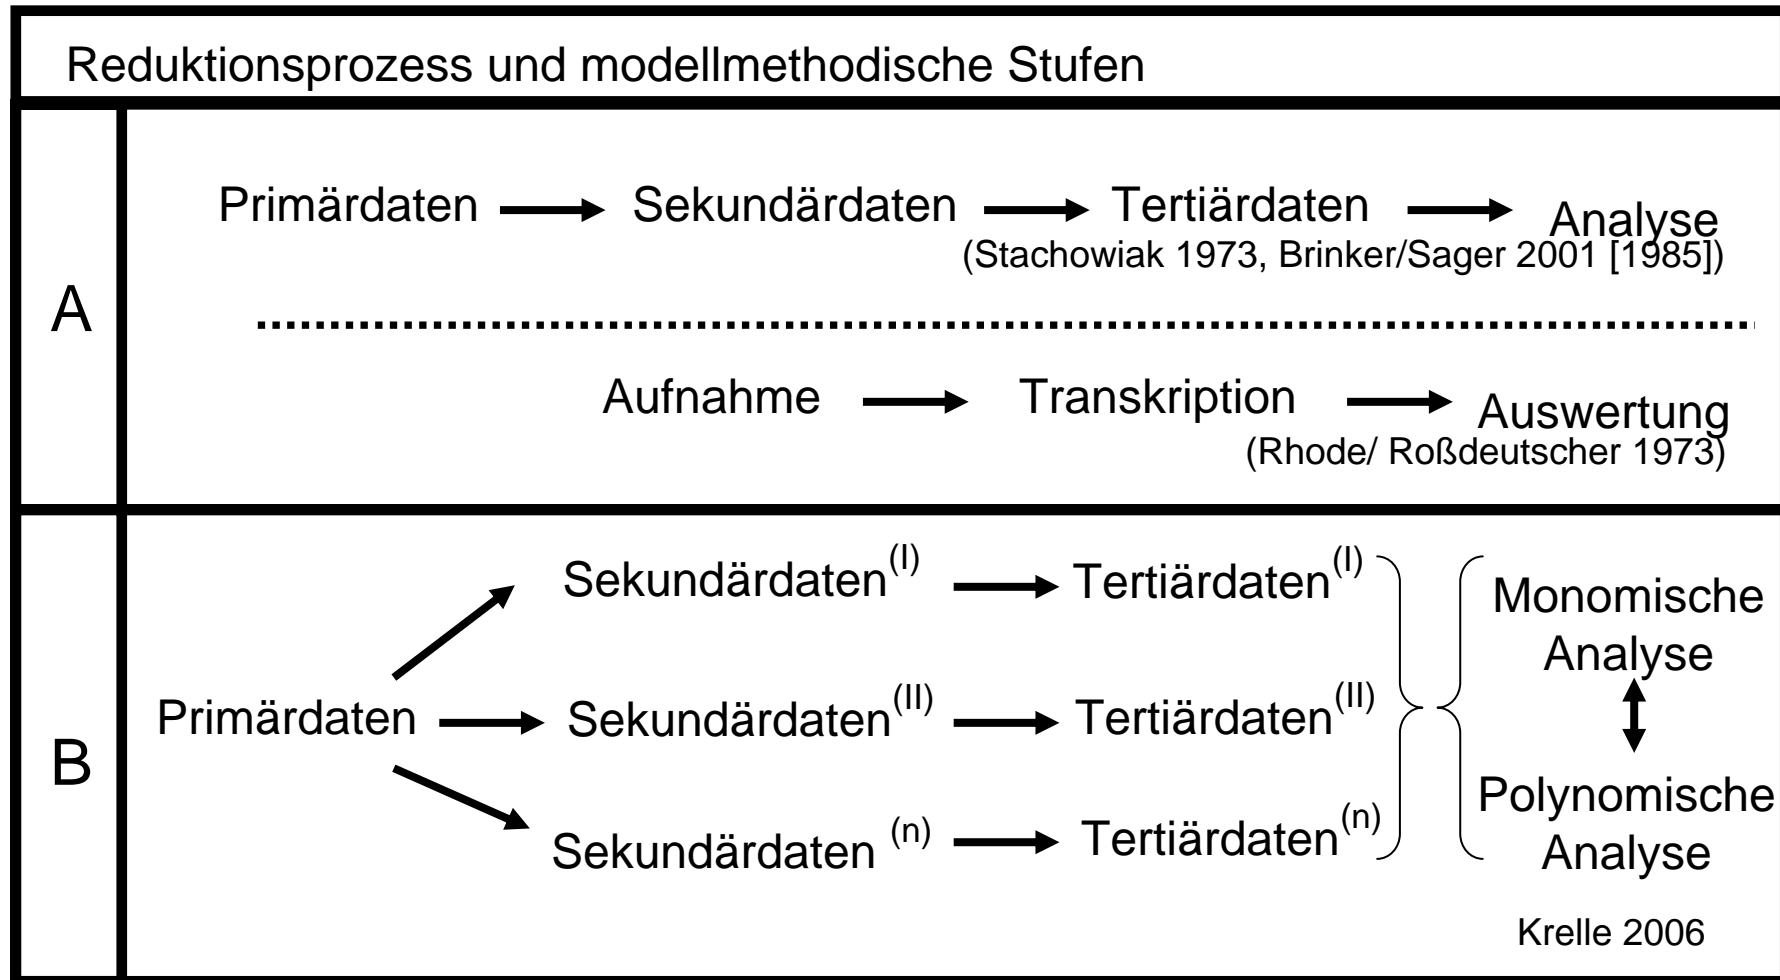 Reduktionsprozess und modellmethodische Stufen
A
Primärdaten Sekundärdaten Tertiärdaten Analyse
(Stachowiak 1973, Brinker/Sager 2001 [1985])
Aufnahme Transkription Auswertung
(Rhode/ Roßdeutscher 1973)
B
Primärdaten
Sekundärdaten(I) Tertiärdaten(I)
Sekundärdaten(II) Tertiärdaten(II)
Sekundärdaten (n) Tertiärdaten(n)
Monomische
Analyse
Polynomische
Analyse
Krelle 2006